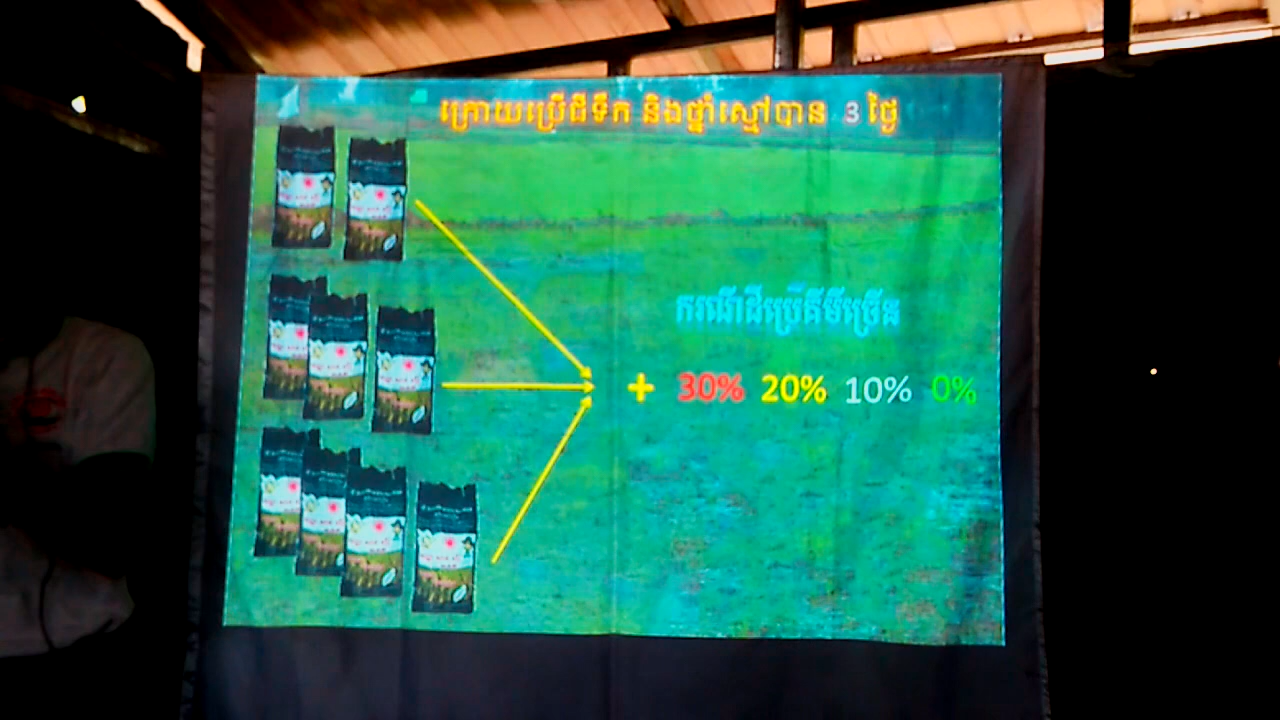 ក្រោយប្រើជីទឹក និងថ្នាំស្មៅបាន 3 ថ្ងៃ
ករណីដីប្រើគីមីច្រើន
+ 30% 20% 10% 0%